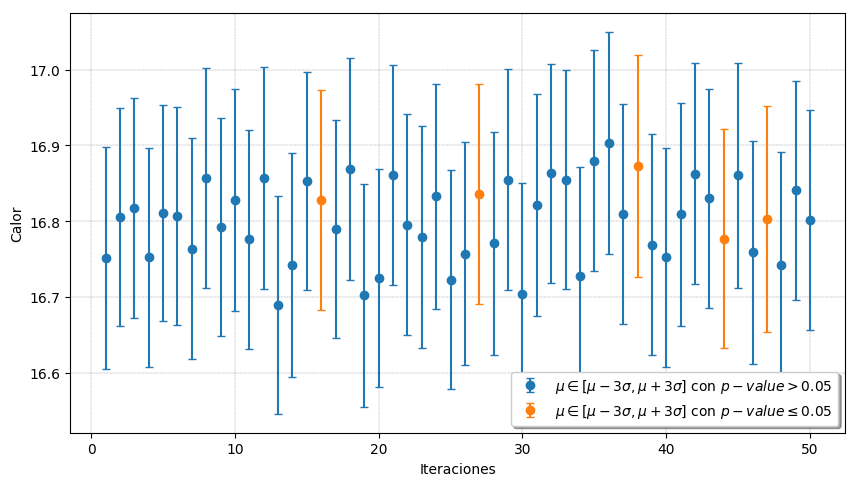 17.0
16.9
16.8
16.7
16.6
Calor
0
10
20
30
40
50
Iteraciones
μ ∈ [μ − 3σ, μ + 3σ] con p − value > 0.05
μ ∈ [μ − 3σ, μ + 3σ] con p − value ≤ 0.05